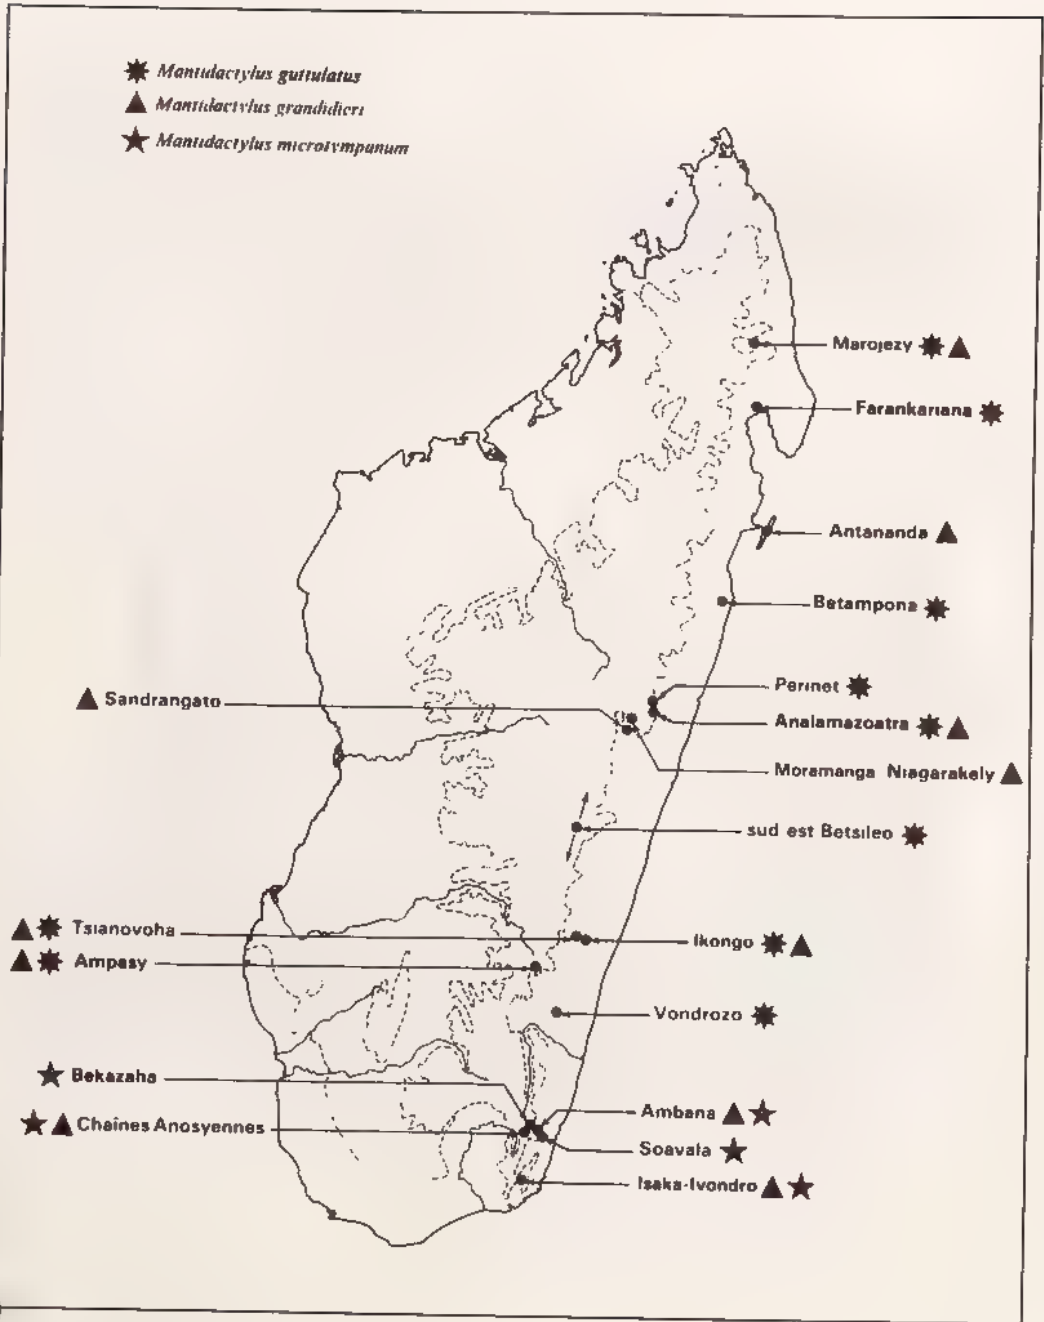 Mantidactylus guttulatus
Mantidactylus grandidieri
Mantidactylus microtympanum
Marojezy
Farankariana
Antananda
Betampona
Perinet
Sandrangato
Analamazoatra
Moramanga Niagarakely
sud est Betsileo
Tsianovoha
Ikongo
Ampasy
Vondrozo
Bekazaha
Ambana
Chaînes Anosyennes
Soavala
Isaka-Ivondro